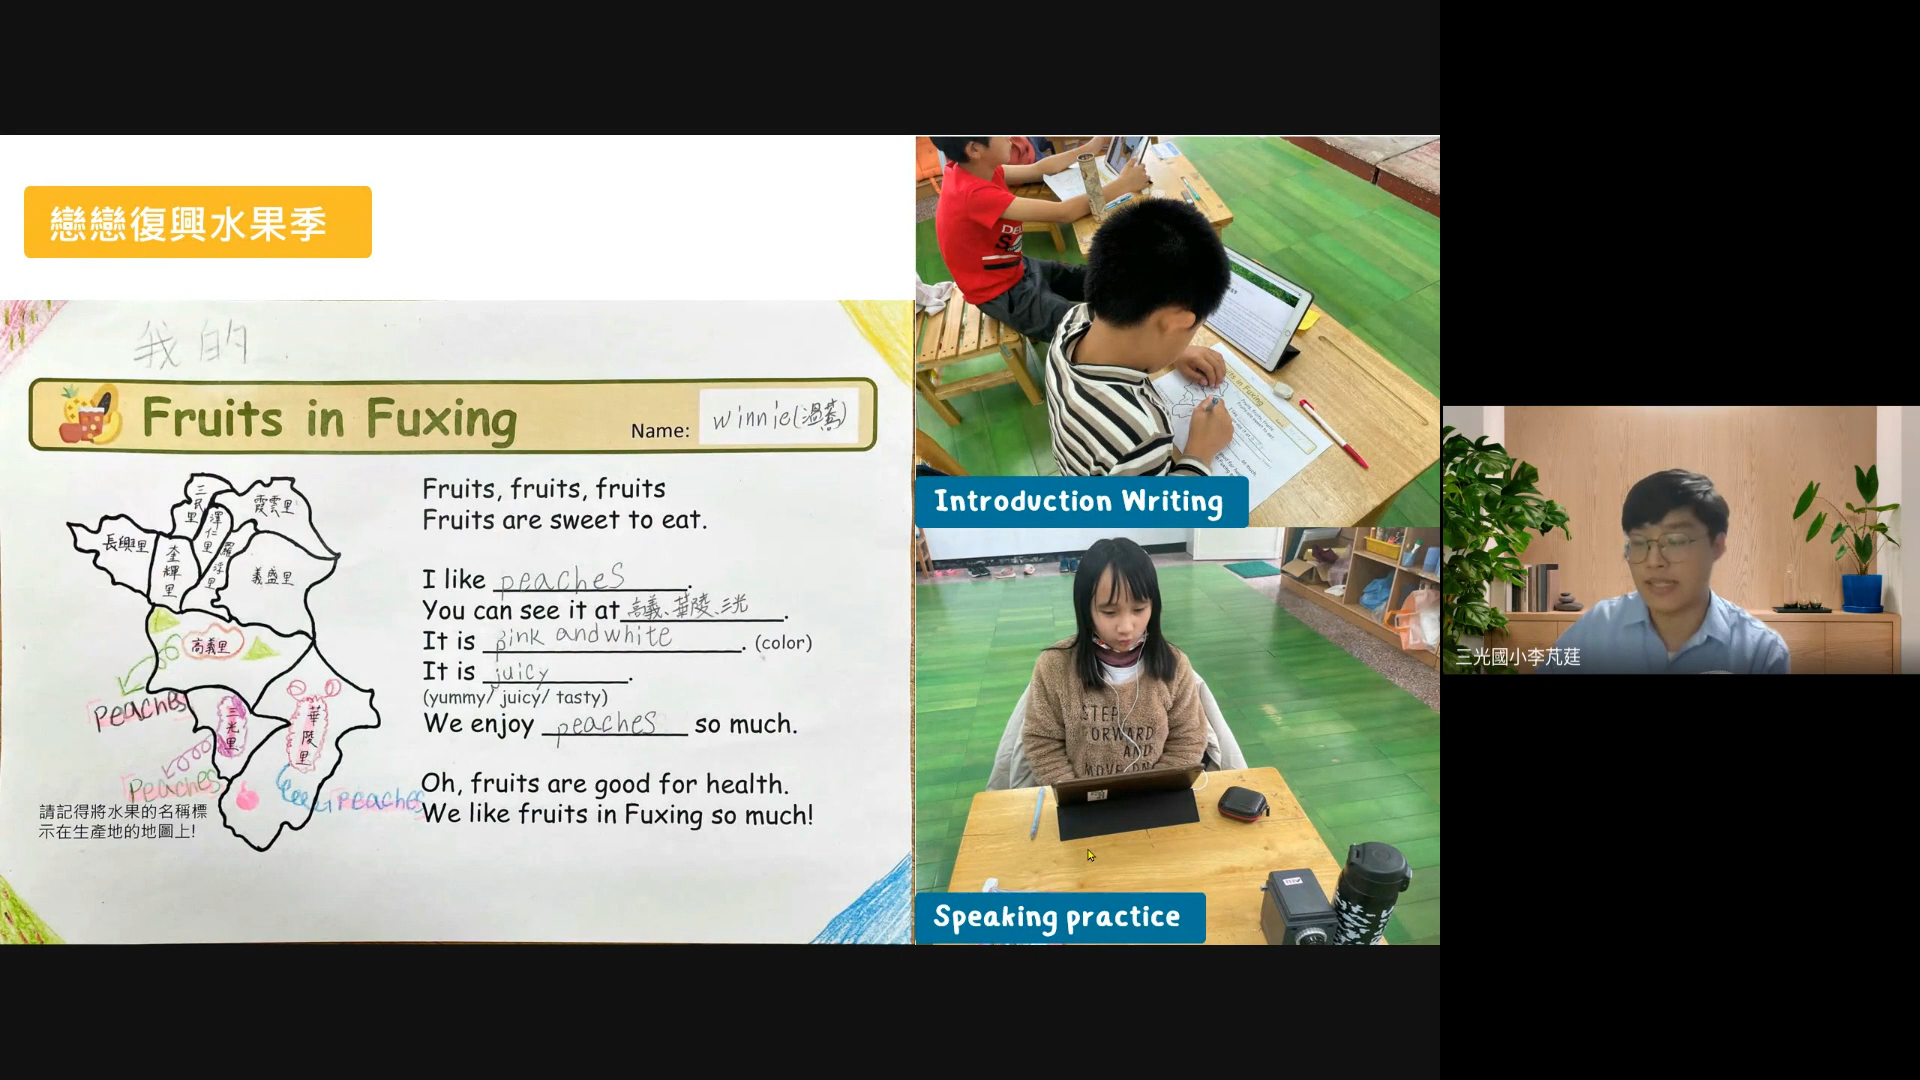 戀戀復興水果季
我的
Fruits in Fuxing
Name: winnie
Fruits, fruits, fruits
Fruits are sweet to eat.
I like peaches.
You can see it at 高義、華陵、三光.
It is pink and white. (color)
It is juicy.
(yummy/ juicy/ tasty)
We enjoy peaches so much.
Oh, fruits are good for health.
We like fruits in Fuxing so much!
三民里
霞雲里
澤仁里
羅浮里
長興里
奎輝里
義盛里
高義里
Peaches
三光里
華陵里
Peaches
peaches
請記得將水果的名稱標
示在生產地的地圖上!
Introduction Writing
STEP
FORWARD
AND
MOVE ON
Speaking practice
三光國小李芃莛